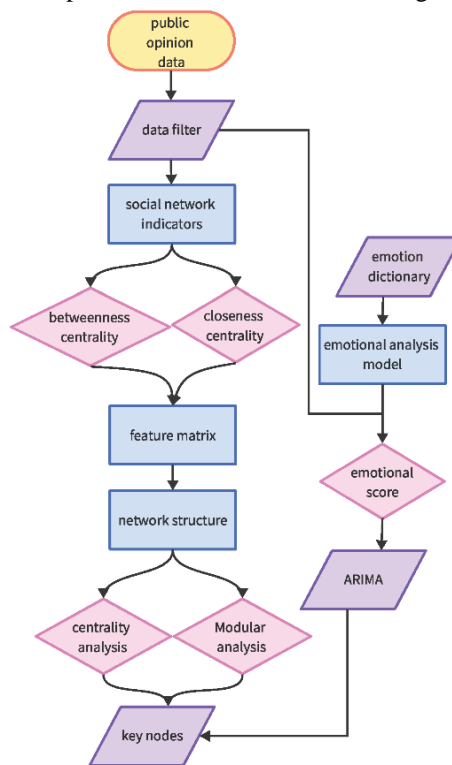 public
opinion
data
data filter
social network
indicators
emotion
dictionary
betweenness
centrality
closeness
centrality
emotional analysis
model
feature matrix
emotional
score
network structure
ARIMA
centrality
analysis
Modular
analysis
key nodes